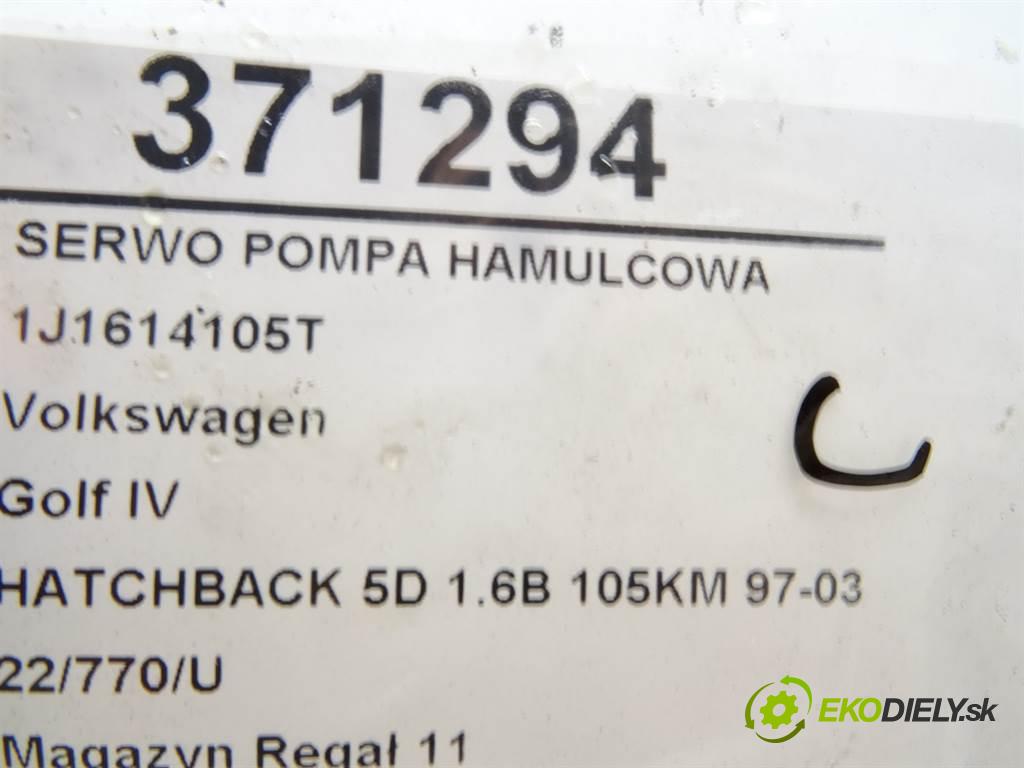 371294
SERWO POMPA HAMULCOWA
1J1614105T
Volkswagen
Golf IV
HATCHBACK 5D 1.6B 105KM 97-03
22/770/U
Magazyn Regał 11
EKODIELY.sk